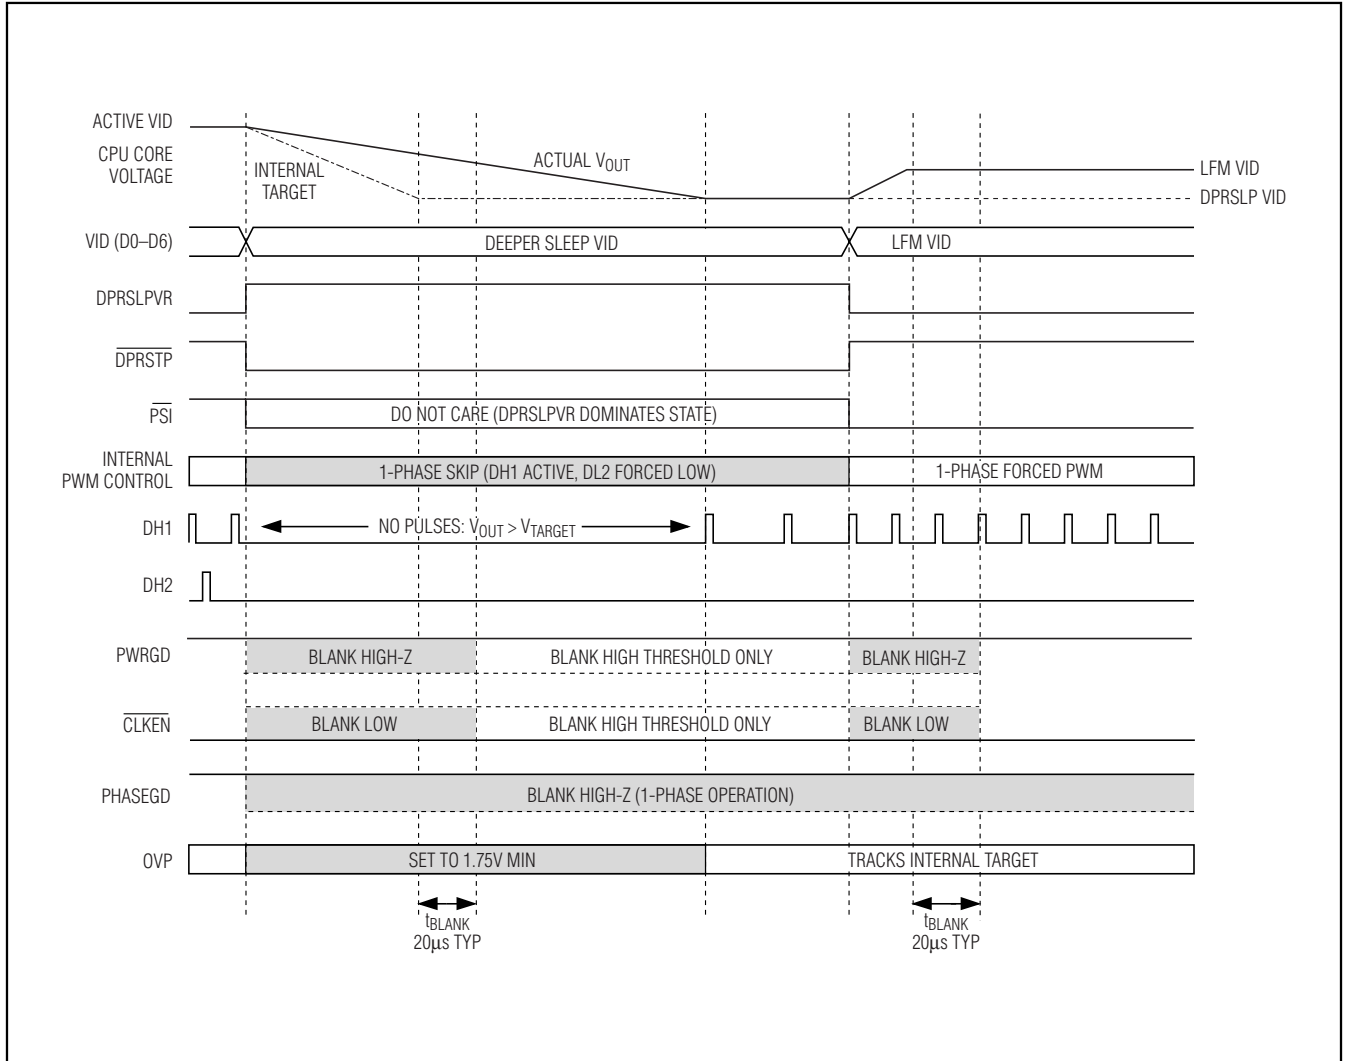 ACTIVE VID
CPU CORE
VOLTAGE
INTERNAL
TARGET
ACTUAL VOUT
LFM VID
DPRSLP VID
VID (D0–D6)
DEEPER SLEEP VID
LFM VID
DPRSLPVR
DPRSTP
PSI
DO NOT CARE (DPRSLPVR DOMINATES STATE)
INTERNAL
PWM CONTROL
1-PHASE SKIP (DH1 ACTIVE, DL2 FORCED LOW)
1-PHASE FORCED PWM
DH1
NO PULSES: VOUT > VTARGET
DH2
PWRGD
BLANK HIGH-Z
BLANK HIGH THRESHOLD ONLY
BLANK HIGH-Z
CLKEN
BLANK LOW
BLANK HIGH THRESHOLD ONLY
BLANK LOW
PHASEGD
BLANK HIGH-Z (1-PHASE OPERATION)
OVP
SET TO 1.75V MIN
TRACKS INTERNAL TARGET
tBLANK
20μs TYP
tBLANK
20μs TYP